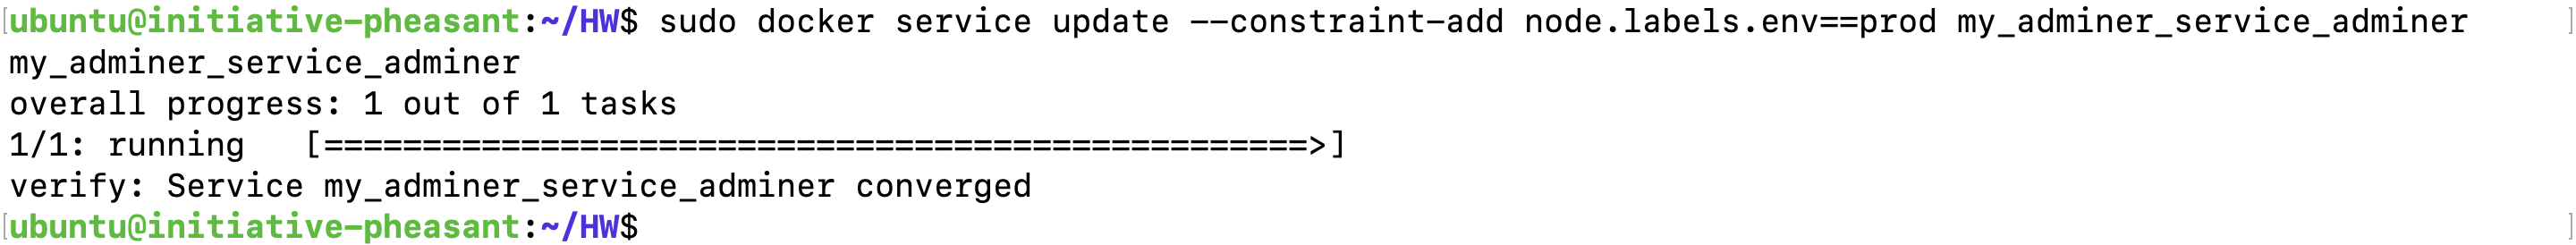 [ubuntu@initiative-pheasant:~/HW$ sudo docker service update --constraint-add node.labels.env==prod my_adminer_service_adminer ]
my_adminer_service_adminer
overall progress: 1 out of 1 tasks
1/1: running   [==================================================>]
verify: Service my_adminer_service_adminer converged
[ubuntu@initiative-pheasant:~/HW$ ]